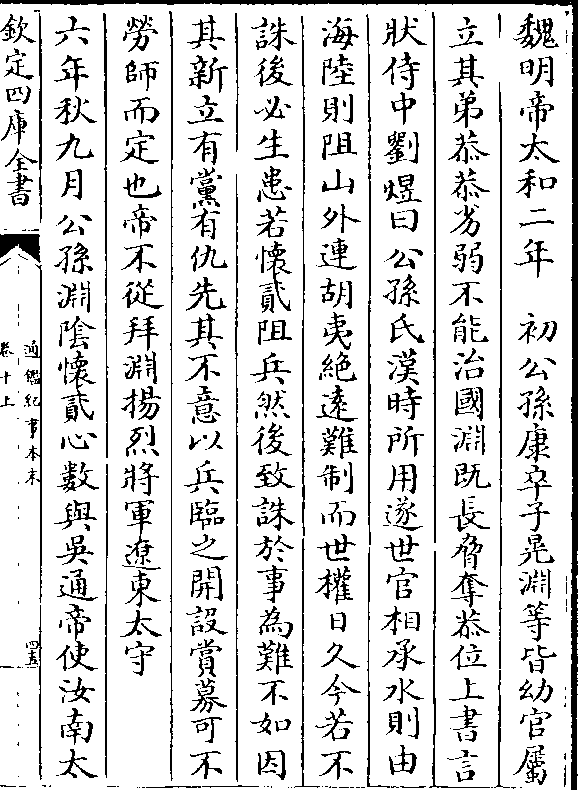 魏明帝太和二年　初公孫康卒子晃淵等皆幼官屬
立其弟恭恭劣弱不能治國淵既長脅奪恭位上書言
狀侍中劉煜曰公孫氏漢時所用遂世官相承水則由
海陸則阻山外連胡夷絶遠難制而世權日久今若不
誅後必生患若懷貳阻兵然後致誅於事為難不如因
其新立有黨有仇先其不意以兵臨之開設賞募可不
勞師而定也帝不從拜淵揚烈將軍遼東太守
六年秋九月公孫淵隂懷貳心數與吳通帝使汝南太
欽定四庫全書
通鑑紀事本末
卷十上
四五